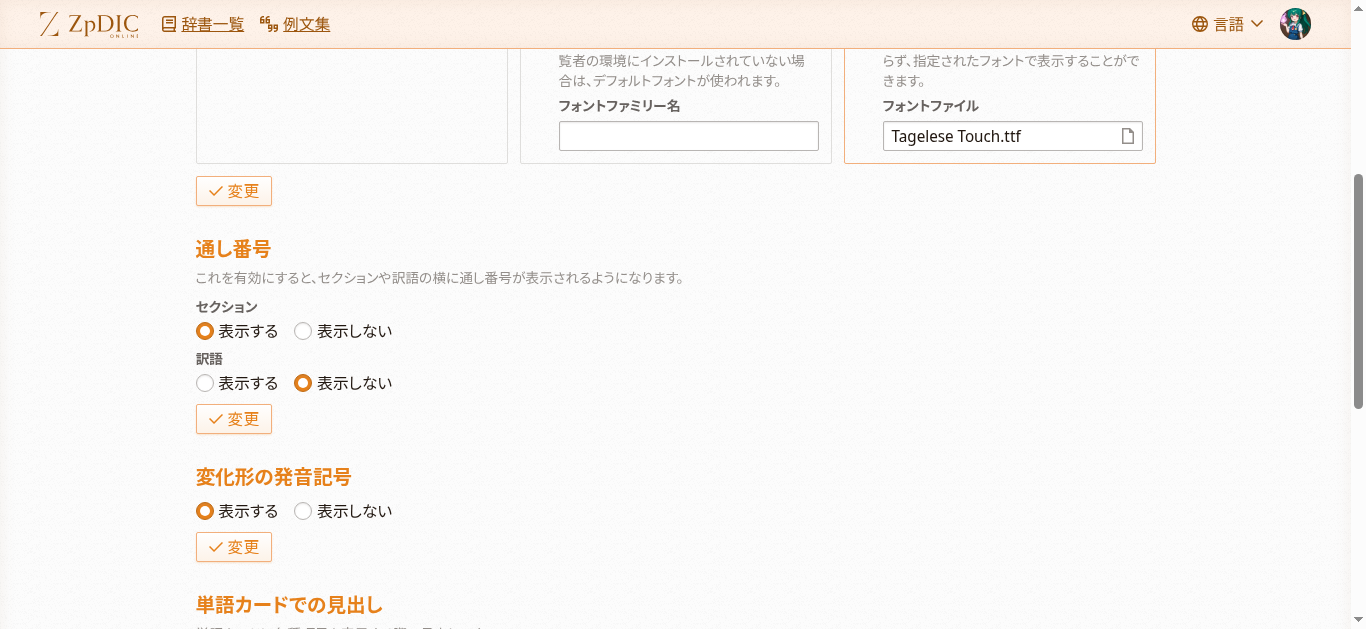 ZpDIC
ONLINE
辞書一覧
例文集
言語
覧者の環境にインストールされていない場
合は、デフォルトフォントが使われます。
フォントファミリー名
らず、指定されたフォントで表示することがで
きます。
フォントファイル
Tagelese Touch.ttf
変更
通し番号
これを有効にすると、セクションや訳語の横に通し番号が表示されるようになります。
セクション
表示する 表示しない
訳語
表示する 表示しない
変更
変化形の発音記号
表示する 表示しない
変更
単語カードでの見出し